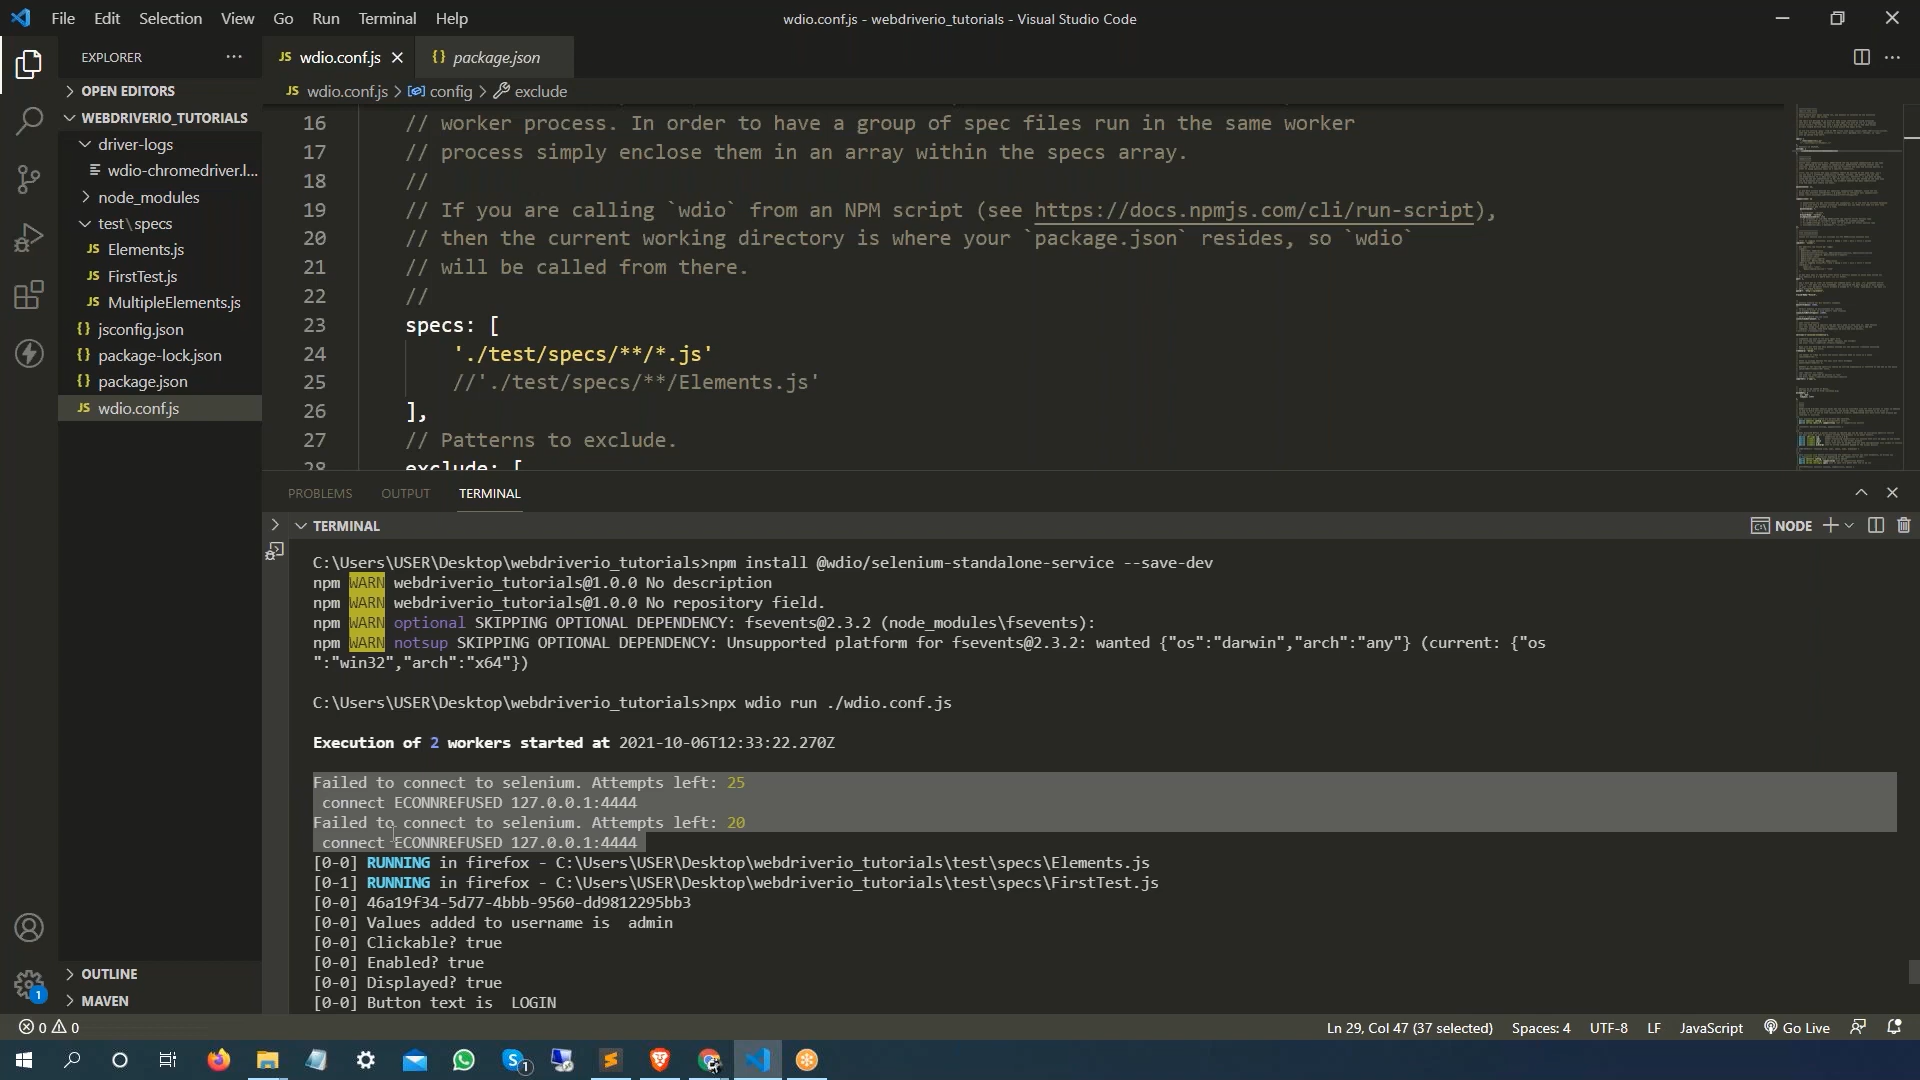 File Edit Selection View Go Run Terminal Help
wdio.conf.js - webdriverio_tutorials - Visual Studio Code
EXPLORER
OPEN EDITORS
WEBDRIVERIO_TUTORIALS
driver-logs
wdio-chromedriver.l...
node_modules
test\specs
Elements.js
FirstTest.js
MultipleElements.js
jsconfig.json
package-lock.json
package.json
JS wdio.conf.js
OUTLINE
MAVEN
JS wdio.conf.js
{} package.json
JS wdio.conf.js > config > exclude
16 // worker process. In order to have a group of spec files run in the same worker
17 // process simply enclose them in an array within the specs array.
18 //
19 // If you are calling `wdio` from an NPM script (see https://docs.npmjs.com/cli/run-script),
20 // then the current working directory is where your `package.json` resides, so `wdio`
21 // will be called from there.
22 //
23 specs: [
24 './test/specs/**/*.js'
25 //'./test/specs/**/Elements.js'
26 ],
27 // Patterns to exclude.
28 exclude: [
PROBLEMS OUTPUT TERMINAL
TERMINAL
NODE
C:\Users\USER\Desktop\webdriverio_tutorials>npm install @wdio/selenium-standalone-service --save-dev
npm WARN webdriverio_tutorials@1.0.0 No description
npm WARN webdriverio_tutorials@1.0.0 No repository field.
npm WARN optional SKIPPING OPTIONAL DEPENDENCY: fsevents@2.3.2 (node_modules\fsevents):
npm WARN notsup SKIPPING OPTIONAL DEPENDENCY: Unsupported platform for fsevents@2.3.2: wanted {"os":"darwin","arch":"any"} (current: {"os
":"win32","arch":"x64"})
C:\Users\USER\Desktop\webdriverio_tutorials>npx wdio run ./wdio.conf.js
Execution of 2 workers started at 2021-10-06T12:33:22.270Z
Failed to connect to selenium. Attempts left: 25
connect ECONNREFUSED 127.0.0.1:4444
Failed to connect to selenium. Attempts left: 20
connect ECONNREFUSED 127.0.0.1:4444
[0-0] RUNNING in firefox - C:\Users\USER\Desktop\webdriverio_tutorials\test\specs\Elements.js
[0-1] RUNNING in firefox - C:\Users\USER\Desktop\webdriverio_tutorials\test\specs\FirstTest.js
[0-0] 46a19f34-5d77-4bbb-9560-dd9812295bb3
[0-0] Values added to username is  admin
[0-0] Clickable? true
[0-0] Enabled? true
[0-0] Displayed? true
[0-0] Button text is  LOGIN
1
0 0
Ln 29, Col 47 (37 selected) Spaces: 4 UTF-8 LF JavaScript Go Live
1